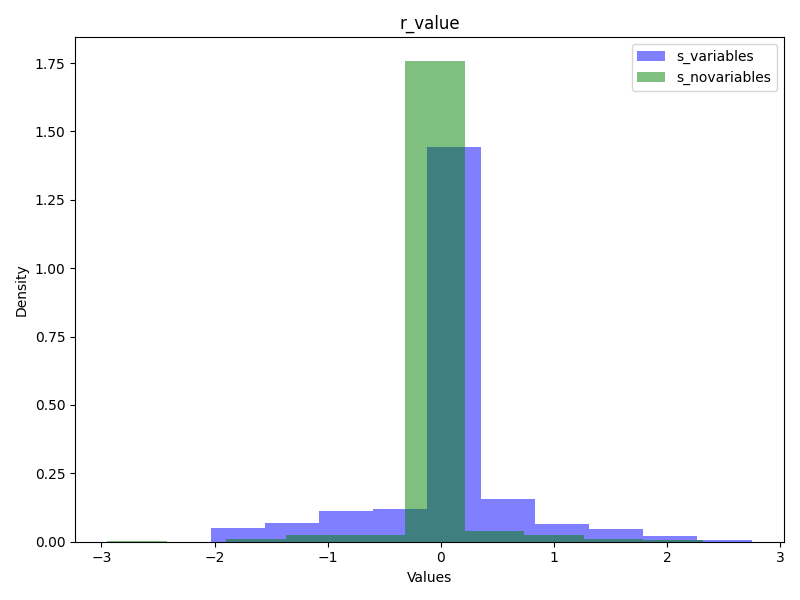 r_value
s_variables
s_novariables
1.75
1.50
1.25
1.00
0.75
0.50
0.25
0.00
Density
−3 −2 −1 0 1 2 3
Values